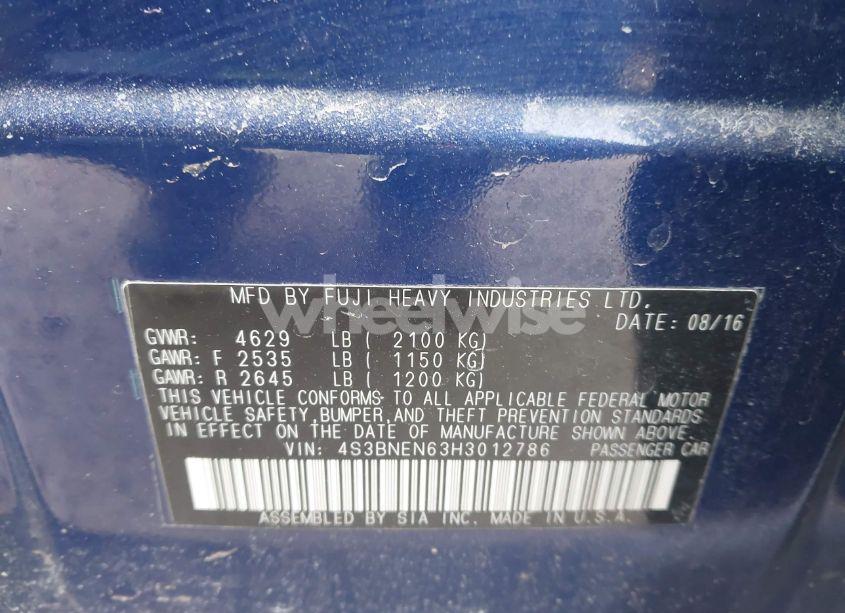 MFD BY FUJI HEAVY INDUSTRIES LTD.
DATE: 08/16
GVWR: 4629 LB ( 2100 KG)
GAWR: F 2535 LB ( 1150 KG)
GAWR: R 2645 LB ( 1200 KG)
THIS VEHICLE CONFORMS TO ALL APPLICABLE FEDERAL MOTOR
VEHICLE SAFETY, BUMPER, AND THEFT PREVENTION STANDARDS
IN EFFECT ON THE DATE OF MANUFACTURE SHOWN ABOVE.
VIN: 4S3BNEN63H3012786 PASSENGER CAR
ASSEMBLED BY SIA INC. MADE IN U.S.A.
wheelwise